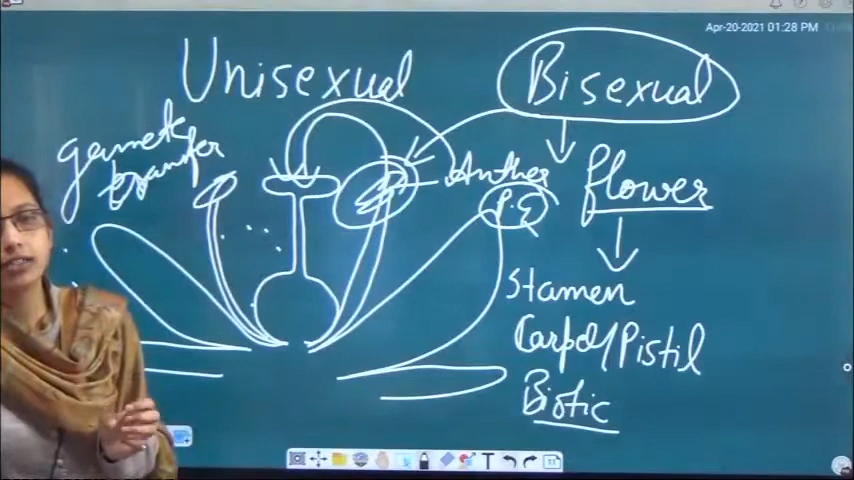 Apr-20-2021 01:28 PM
Unisexual
Bisexual
gamete
transfer
Anther
P.G
flower
Stamen
Carpel/Pistil
Biotic